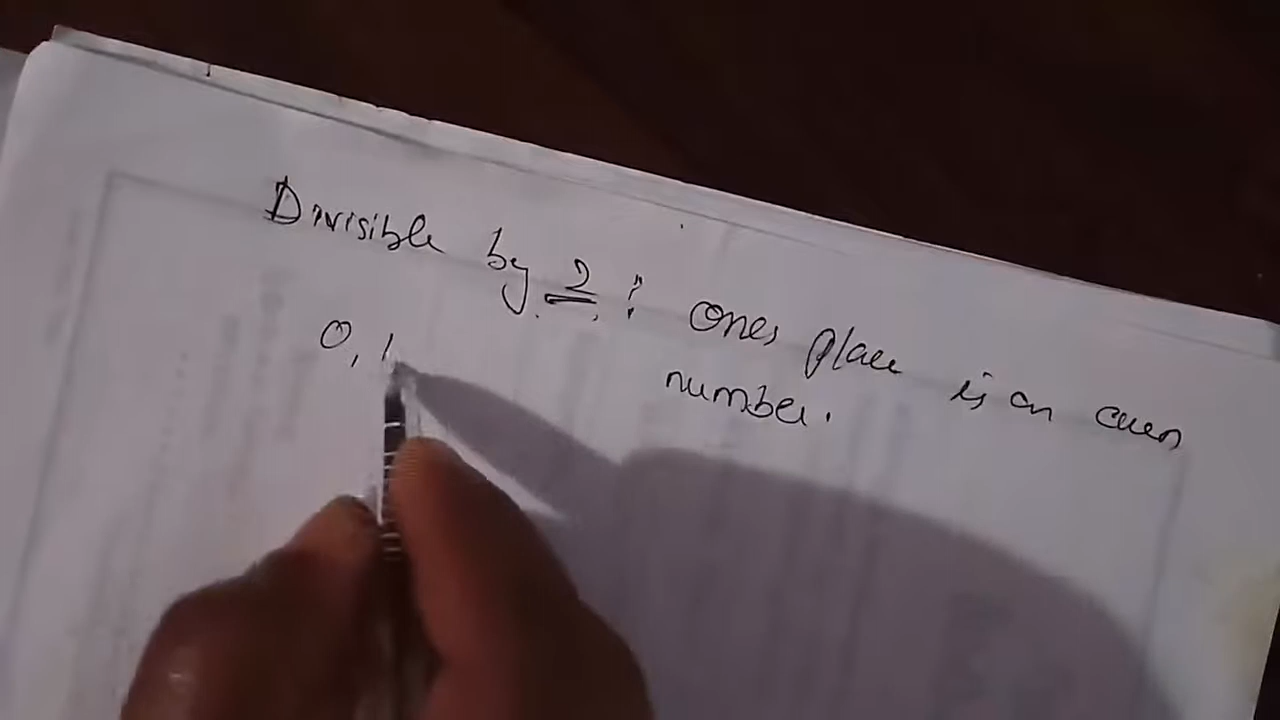 Divisible by 2 : ones place is an even
number.
0, 1